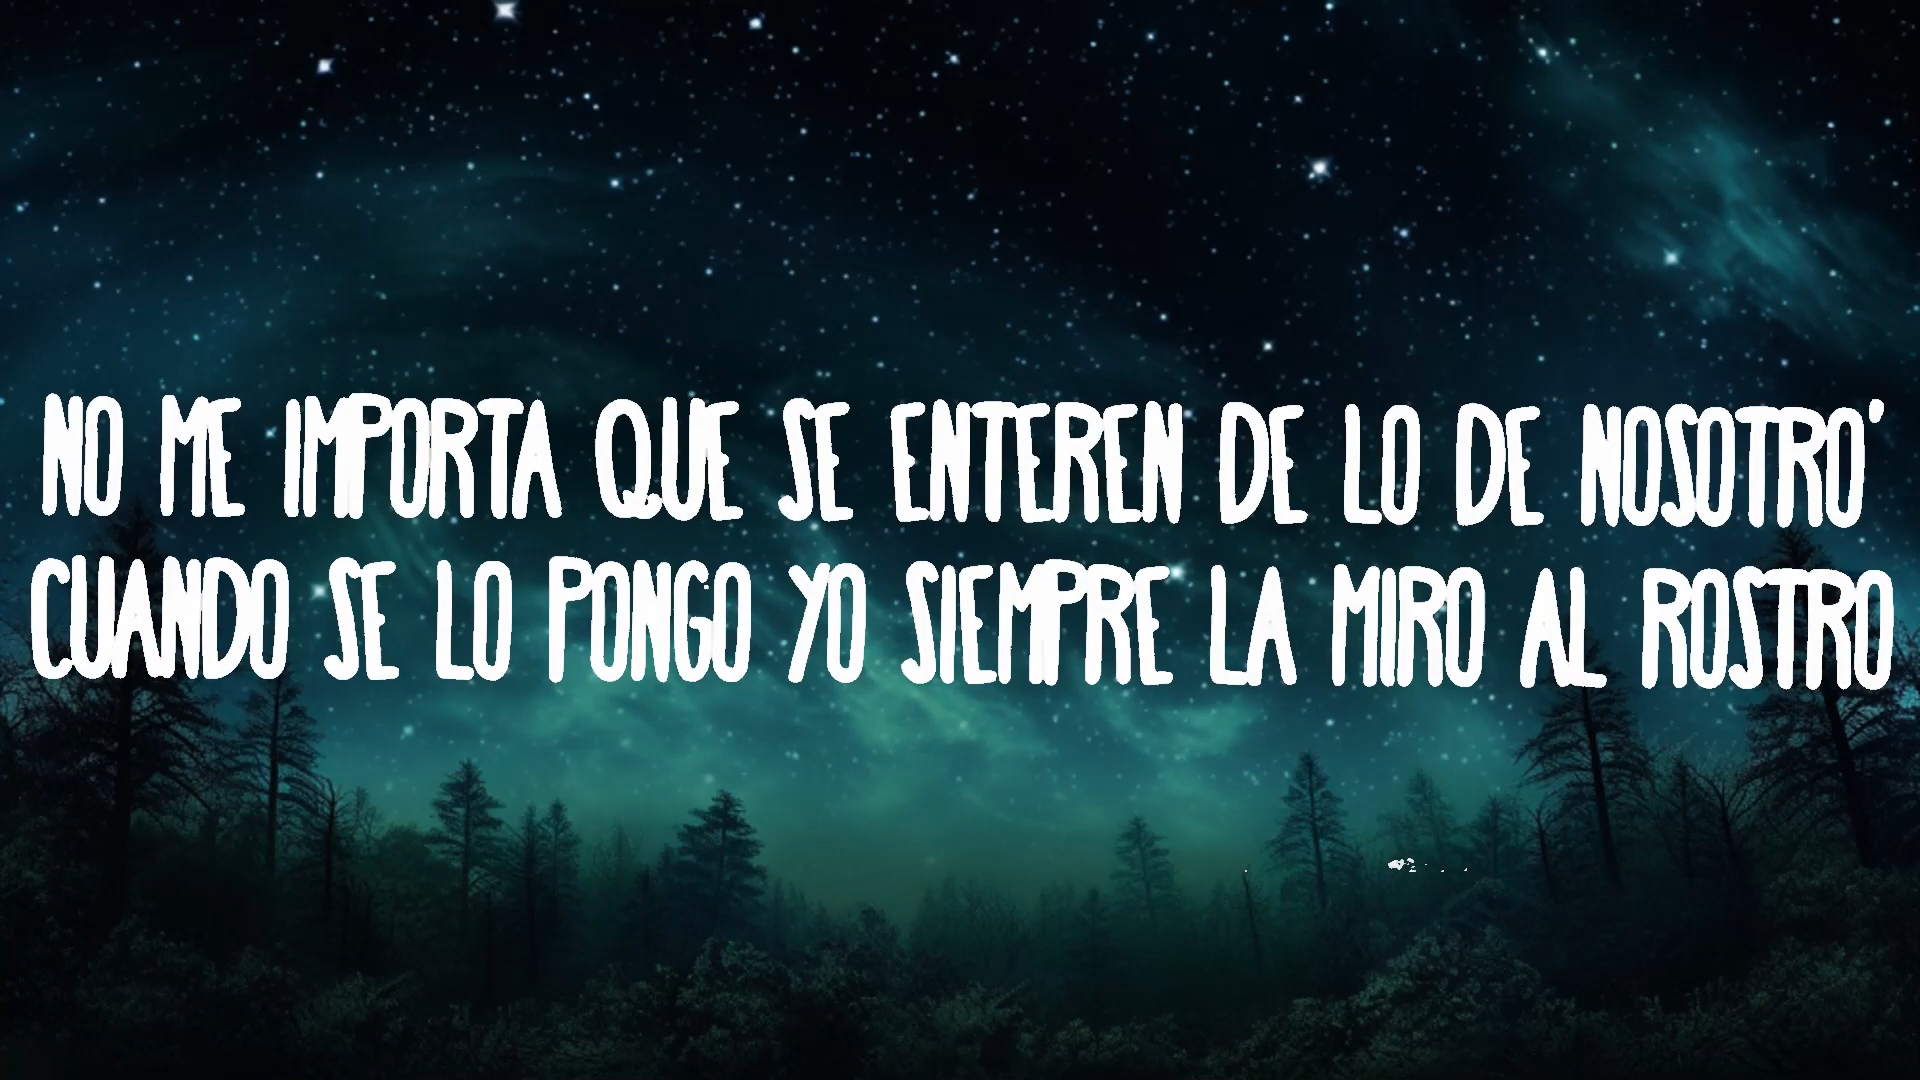 NO ME IMPORTA QUE SE ENTEREN DE LO DE NOSOTRO'
CUANDO SE LO PONGO YO SIEMPRE LA MIRO AL ROSTRO